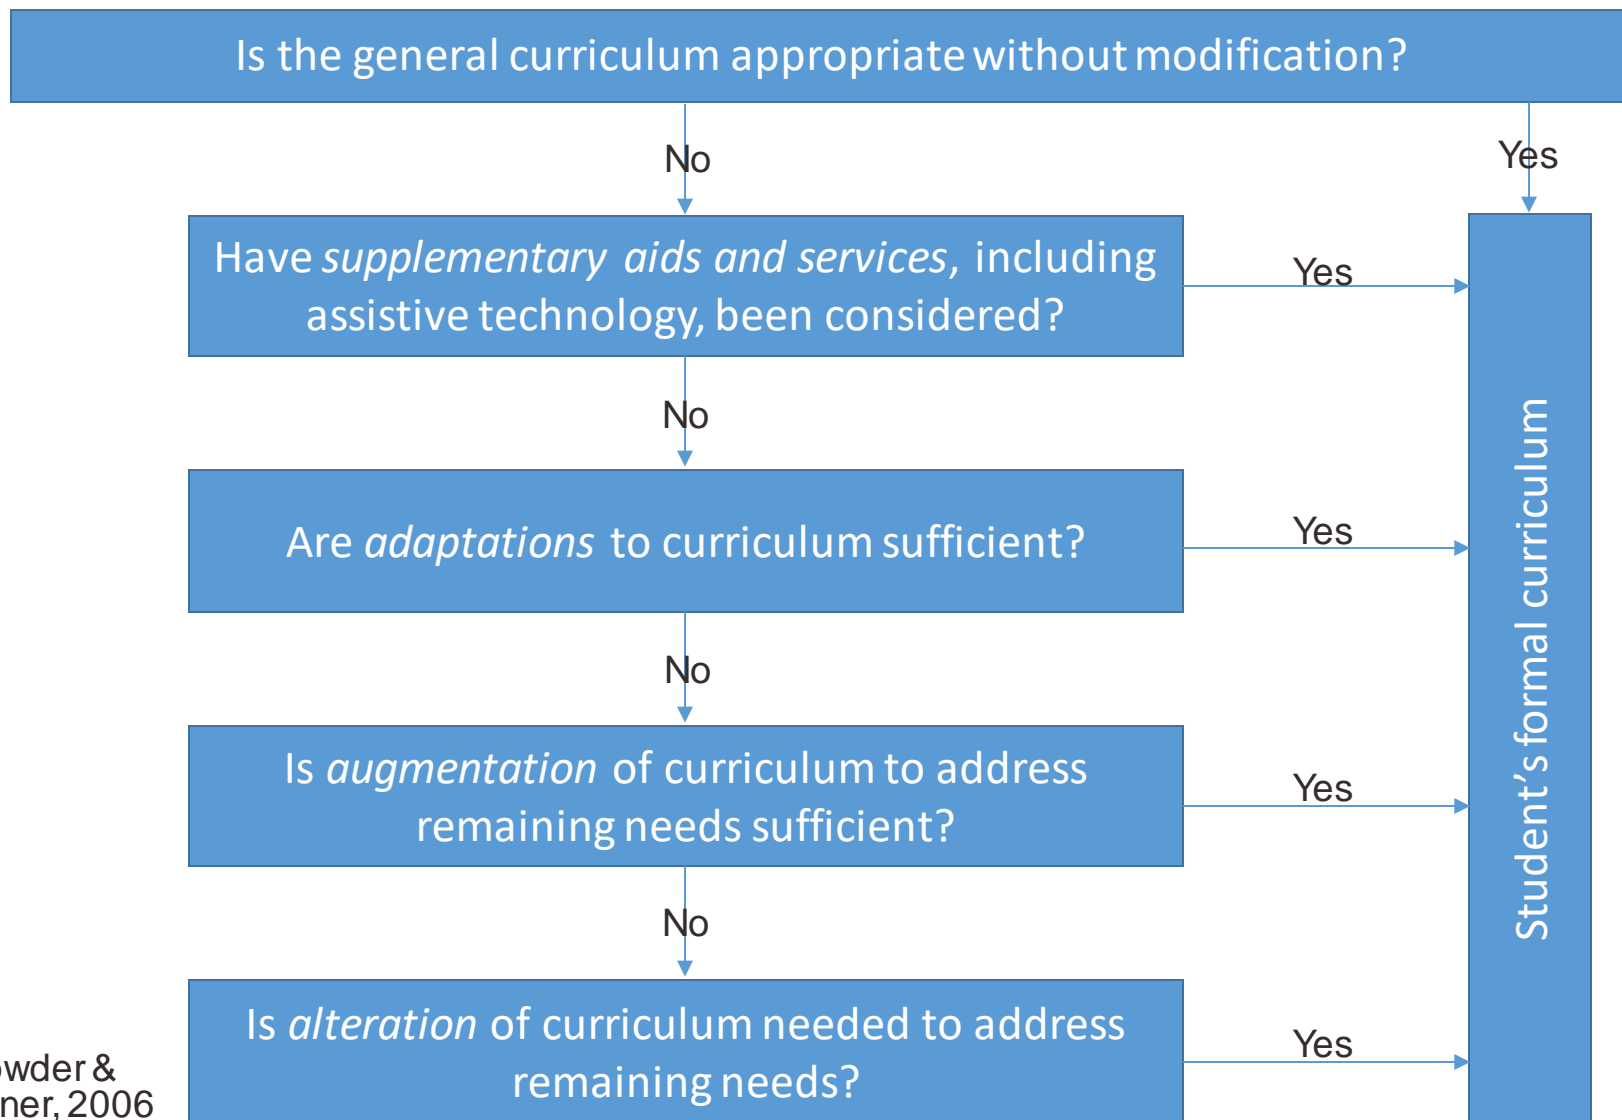 Is the general curriculum appropriate without modification?
No
Yes
Have supplementary aids and services, including
assistive technology, been considered?
Yes
No
Are adaptations to curriculum sufficient?
Yes
No
Is augmentation of curriculum to address
remaining needs sufficient?
Yes
No
Is alteration of curriculum needed to address
remaining needs?
Yes
Student’s formal curriculum
&
2006